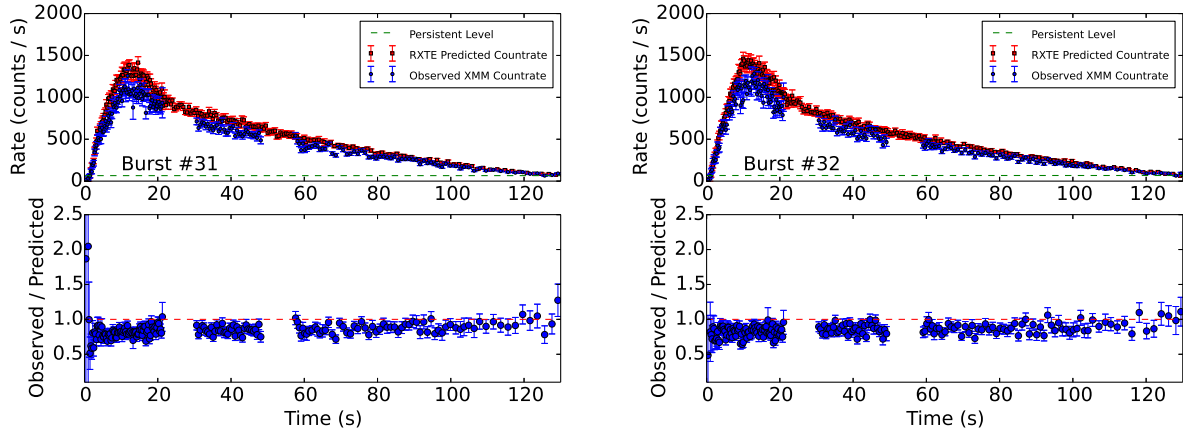 2000
1500
1000
500
0
Rate (counts / s)
Persistent Level
RXTE Predicted Countrate
Observed XMM Countrate
Burst #31
0 20 40 60 80 100 120
2.5
2.0
1.5
1.0
0.5
Observed / Predicted
0 20 40 60 80 100 120
Time (s)
2000
1500
1000
500
0
Rate (counts / s)
Persistent Level
RXTE Predicted Countrate
Observed XMM Countrate
Burst #32
0 20 40 60 80 100 120
2.5
2.0
1.5
1.0
0.5
Observed / Predicted
0 20 40 60 80 100 120
Time (s)